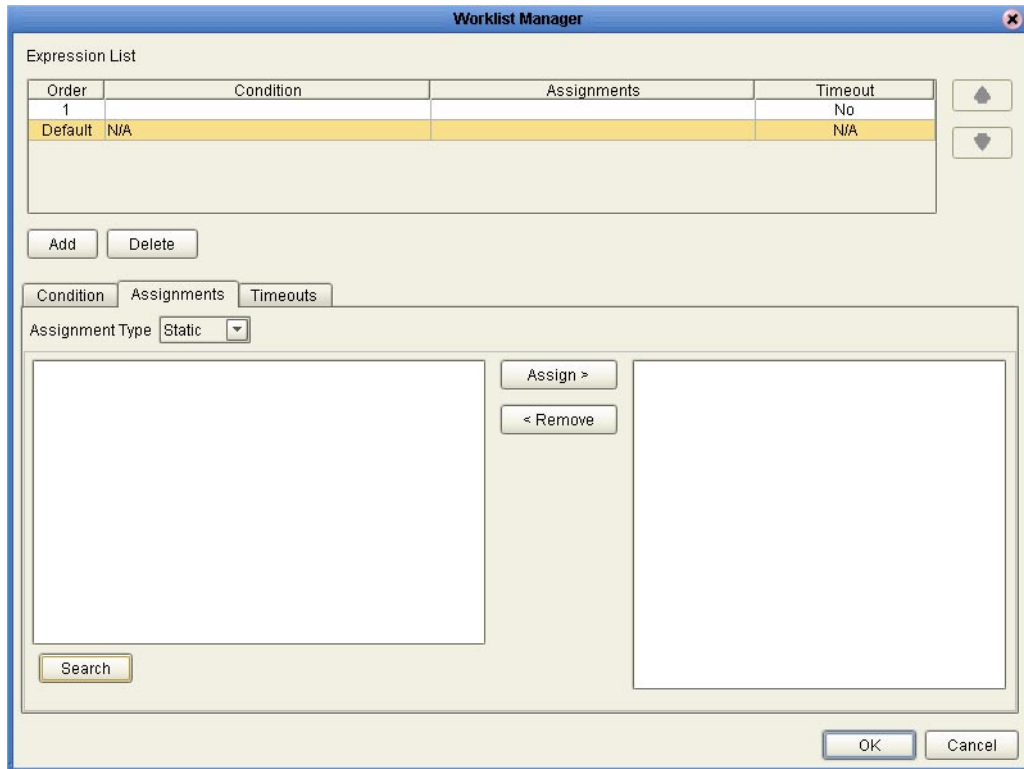 Worklist Manager
Expression List
Order Condition Assignments Timeout
1 No
Default N/A N/A
Add Delete
Condition Assignments Timeouts
Assignment Type Static
Assign >
< Remove
Search
OK Cancel